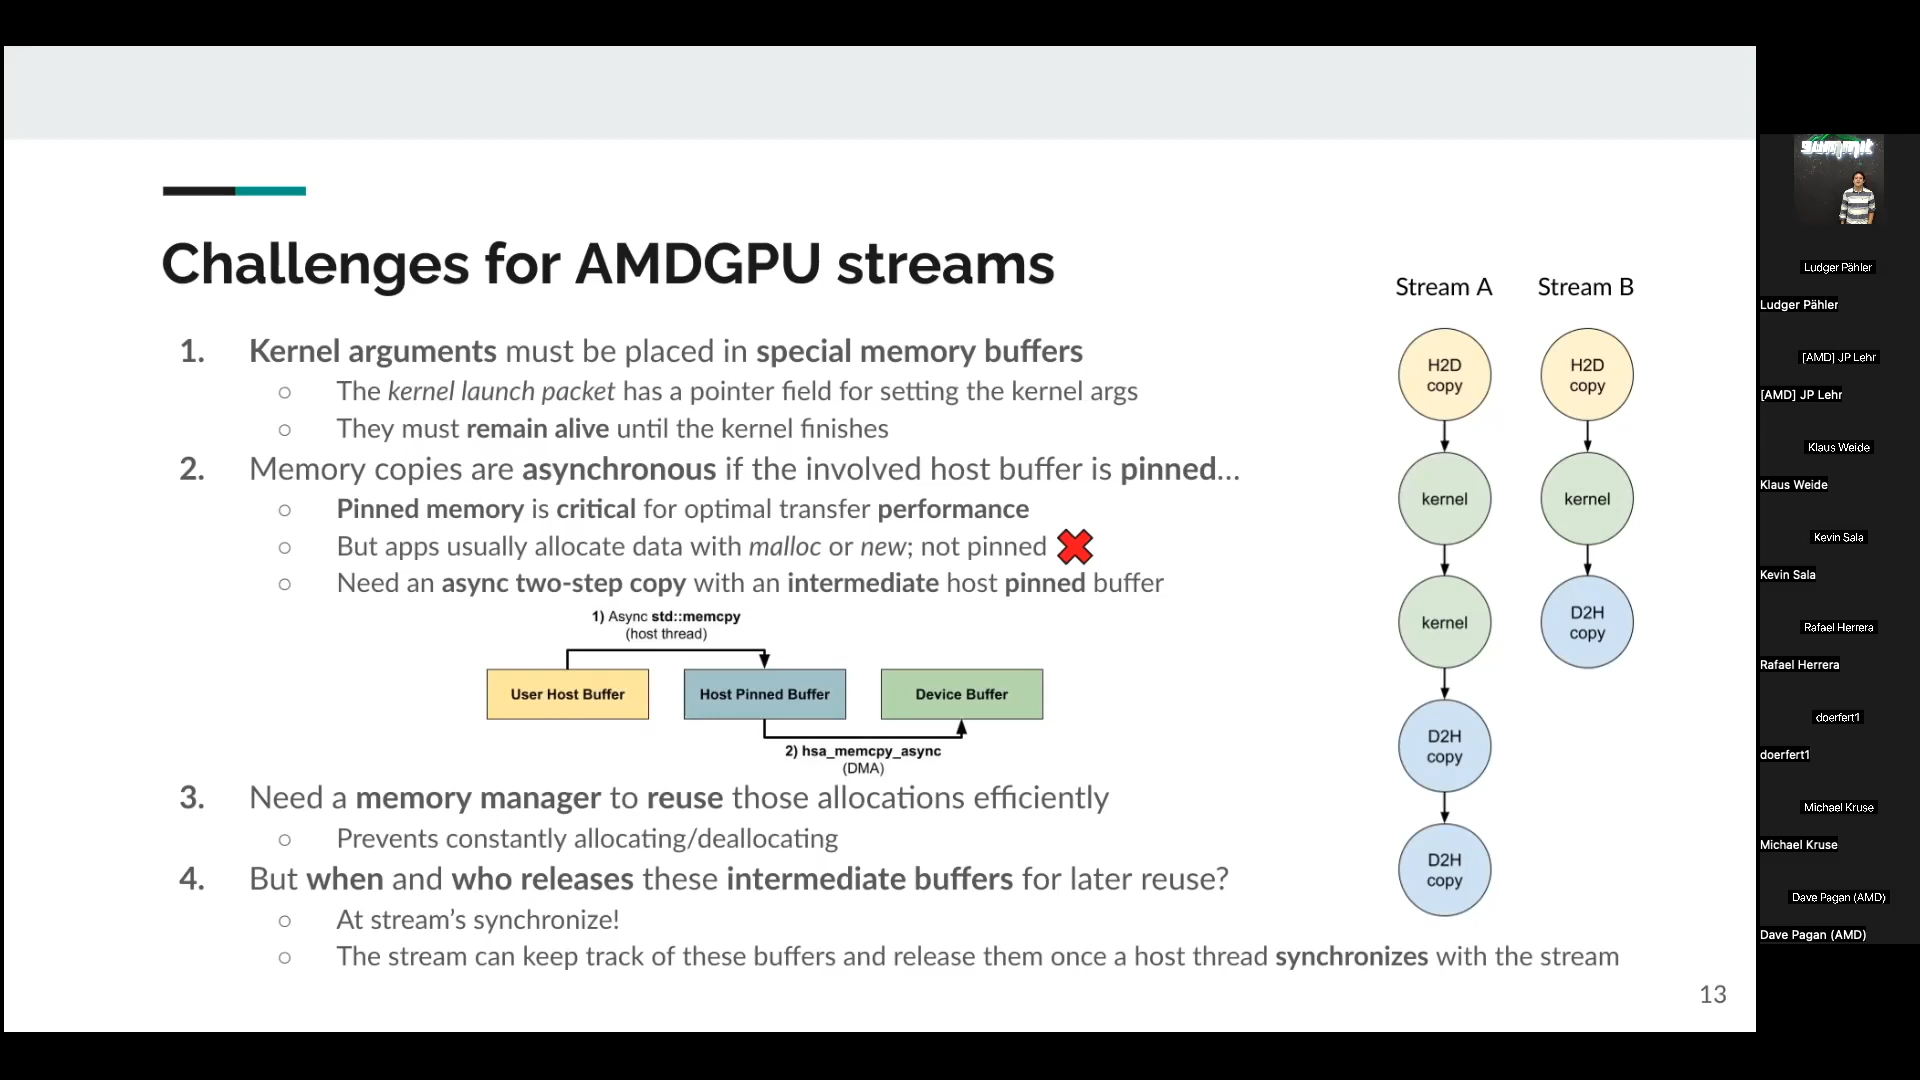 Challenges for AMDGPU streams
1. Kernel arguments must be placed in special memory buffers
○ The kernel launch packet has a pointer field for setting the kernel args
○ They must remain alive until the kernel finishes
2. Memory copies are asynchronous if the involved host buffer is pinned...
○ Pinned memory is critical for optimal transfer performance
○ But apps usually allocate data with malloc or new; not pinned
○ Need an async two-step copy with an intermediate host pinned buffer
1) Async std::memcpy
(host thread)
User Host Buffer
Host Pinned Buffer
Device Buffer
2) hsa_memcpy_async
(DMA)
3. Need a memory manager to reuse those allocations efficiently
○ Prevents constantly allocating/deallocating
4. But when and who releases these intermediate buffers for later reuse?
○ At stream's synchronize!
○ The stream can keep track of these buffers and release them once a host thread synchronizes with the stream
Stream A
H2D
copy
kernel
kernel
D2H
copy
D2H
copy
Stream B
H2D
copy
kernel
D2H
copy
13
summit
Ludger Pähler
Ludger Pähler
[AMD] JP Lehr
[AMD] JP Lehr
Klaus Weide
Klaus Weide
Kevin Sala
Kevin Sala
Rafael Herrera
Rafael Herrera
doerfert1
doerfert1
Michael Kruse
Michael Kruse
Dave Pagan (AMD)
Dave Pagan (AMD)